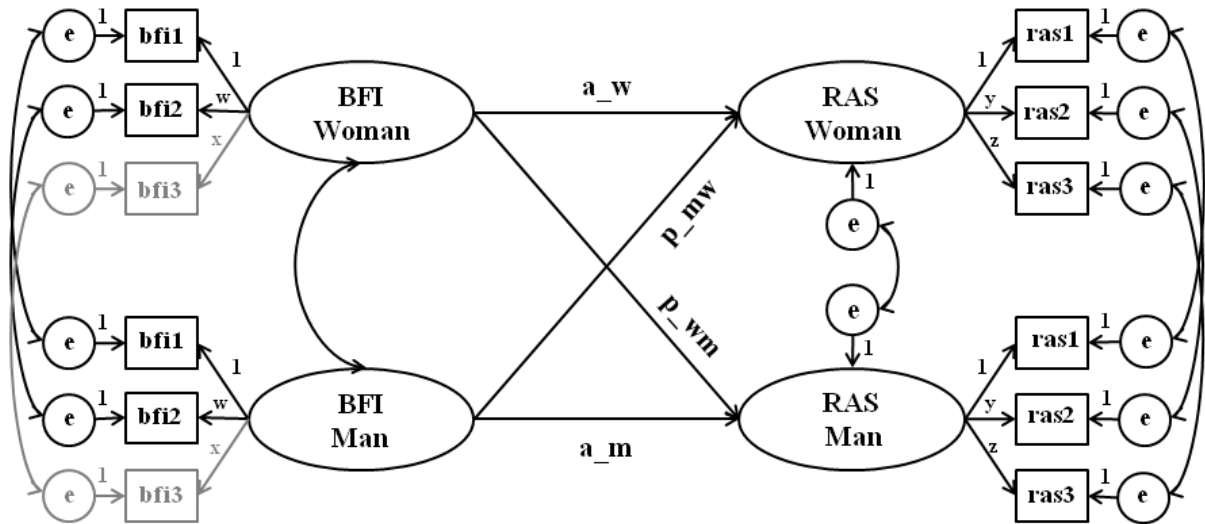 e 1 bfi1
1
e 1 bfi2 w
x
e 1 bfi3
BFI
Woman
a_w
RAS
Woman
1 ras1 1 e
y ras2 1 e
z ras3 1 e
1
e
p_mw
p_wm
e
1
e 1 bfi1
1
e 1 bfi2 w
x
e 1 bfi3
BFI
Man
a_m
RAS
Man
1 ras1 1 e
y ras2 1 e
z ras3 1 e